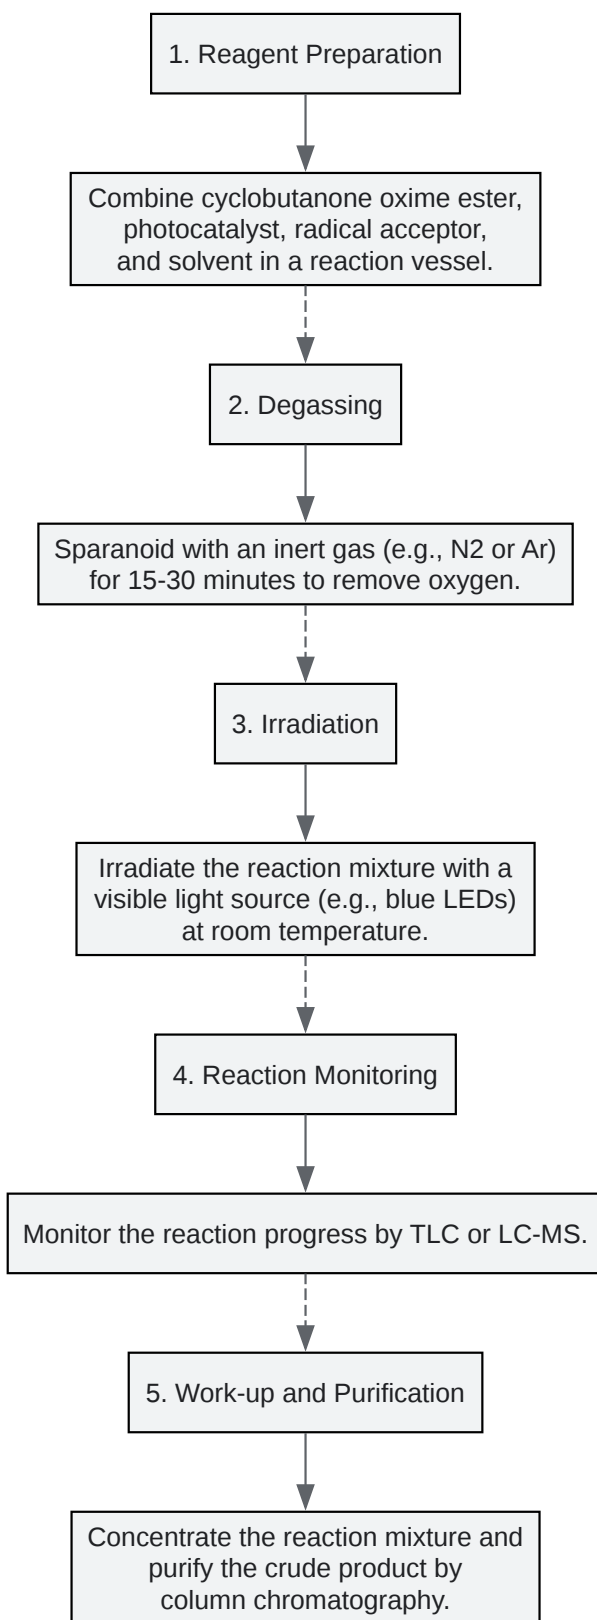 1. Reagent Preparation
Combine cyclobutanone oxime ester,
photocatalyst, radical acceptor,
and solvent in a reaction vessel.
2. Degassing
Sparanoid with an inert gas (e.g., N2 or Ar)
for 15-30 minutes to remove oxygen.
3. Irradiation
Irradiate the reaction mixture with a
visible light source (e.g., blue LEDs)
at room temperature.
4. Reaction Monitoring
Monitor the reaction progress by TLC or LC-MS.
5. Work-up and Purification
Concentrate the reaction mixture and
purify the crude product by
column chromatography.